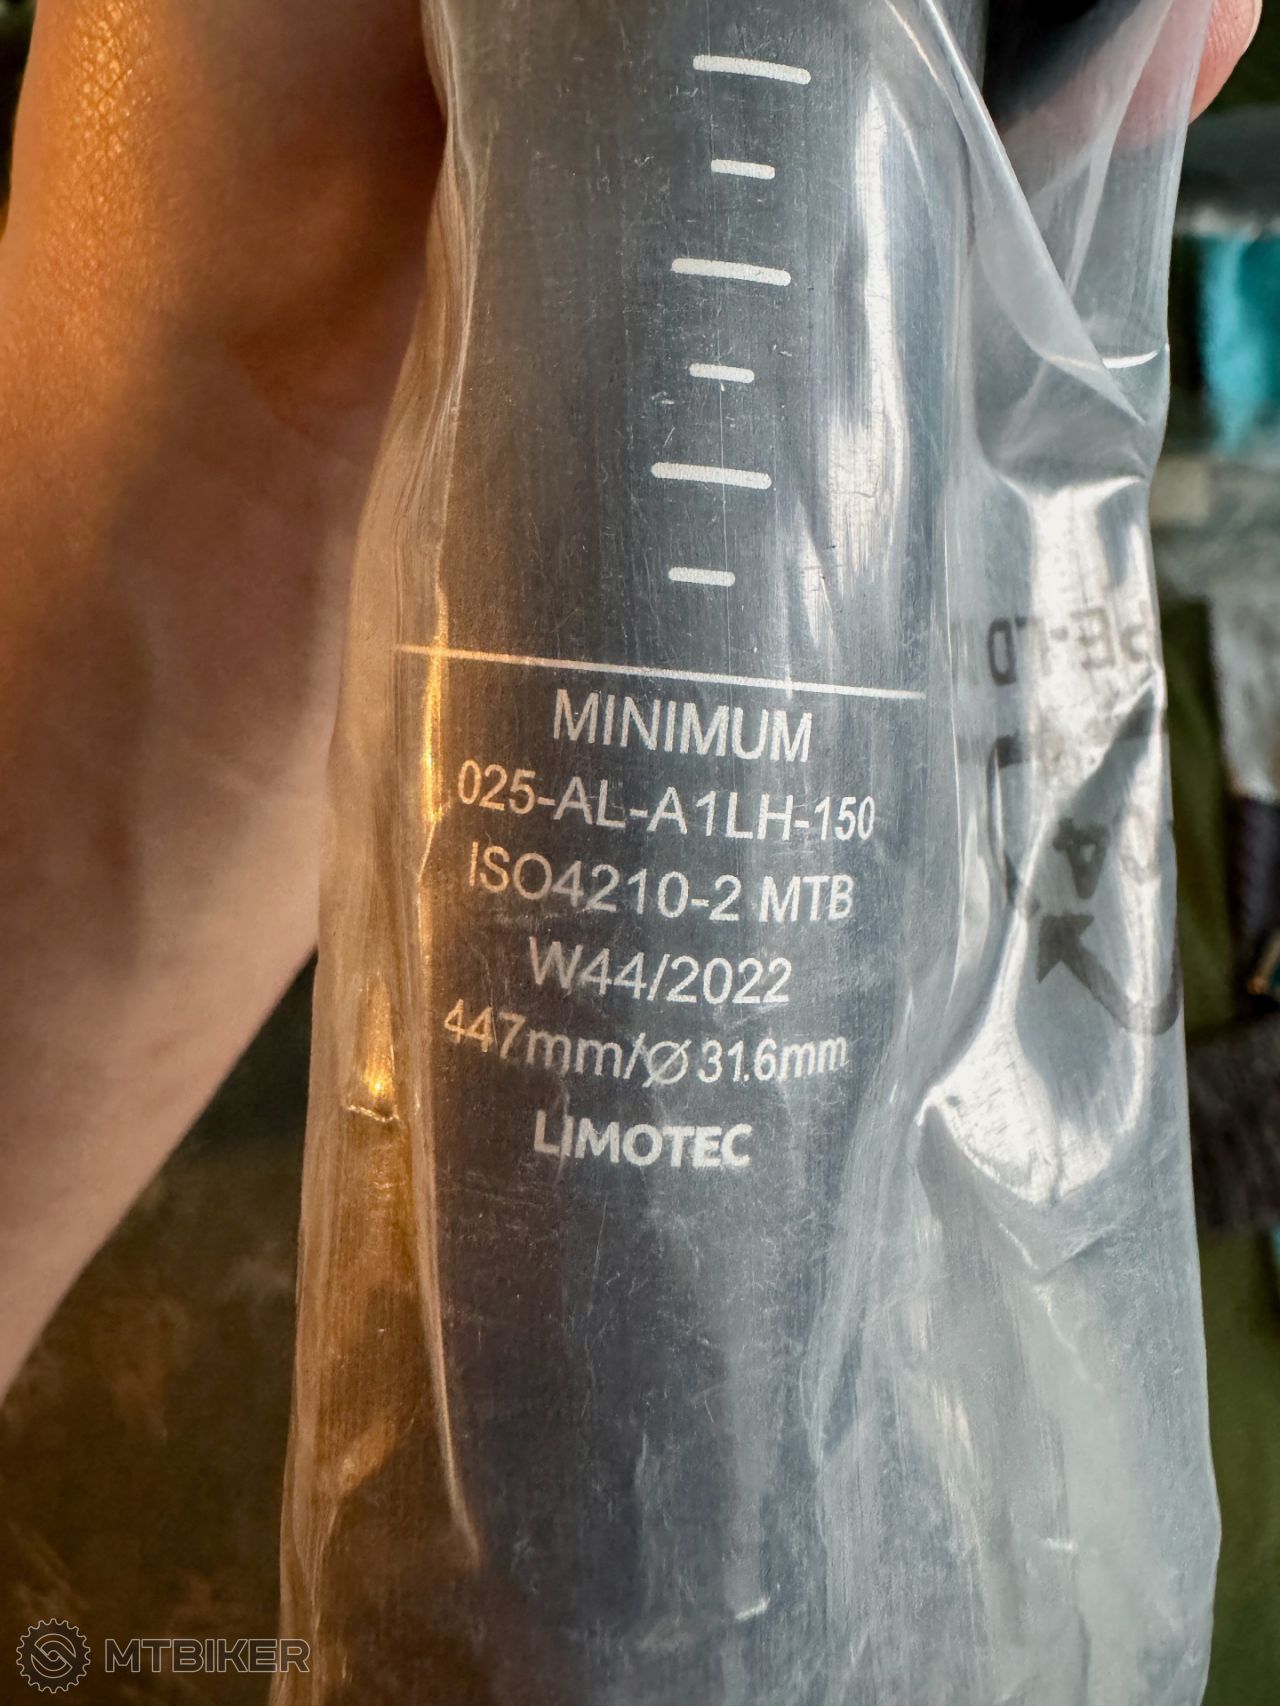 MINIMUM
025-AL-A1LH-150
ISO4210-2 MTB
W44/2022
447mm/Ø31.6mm
LIMOTEC
MTBIKER